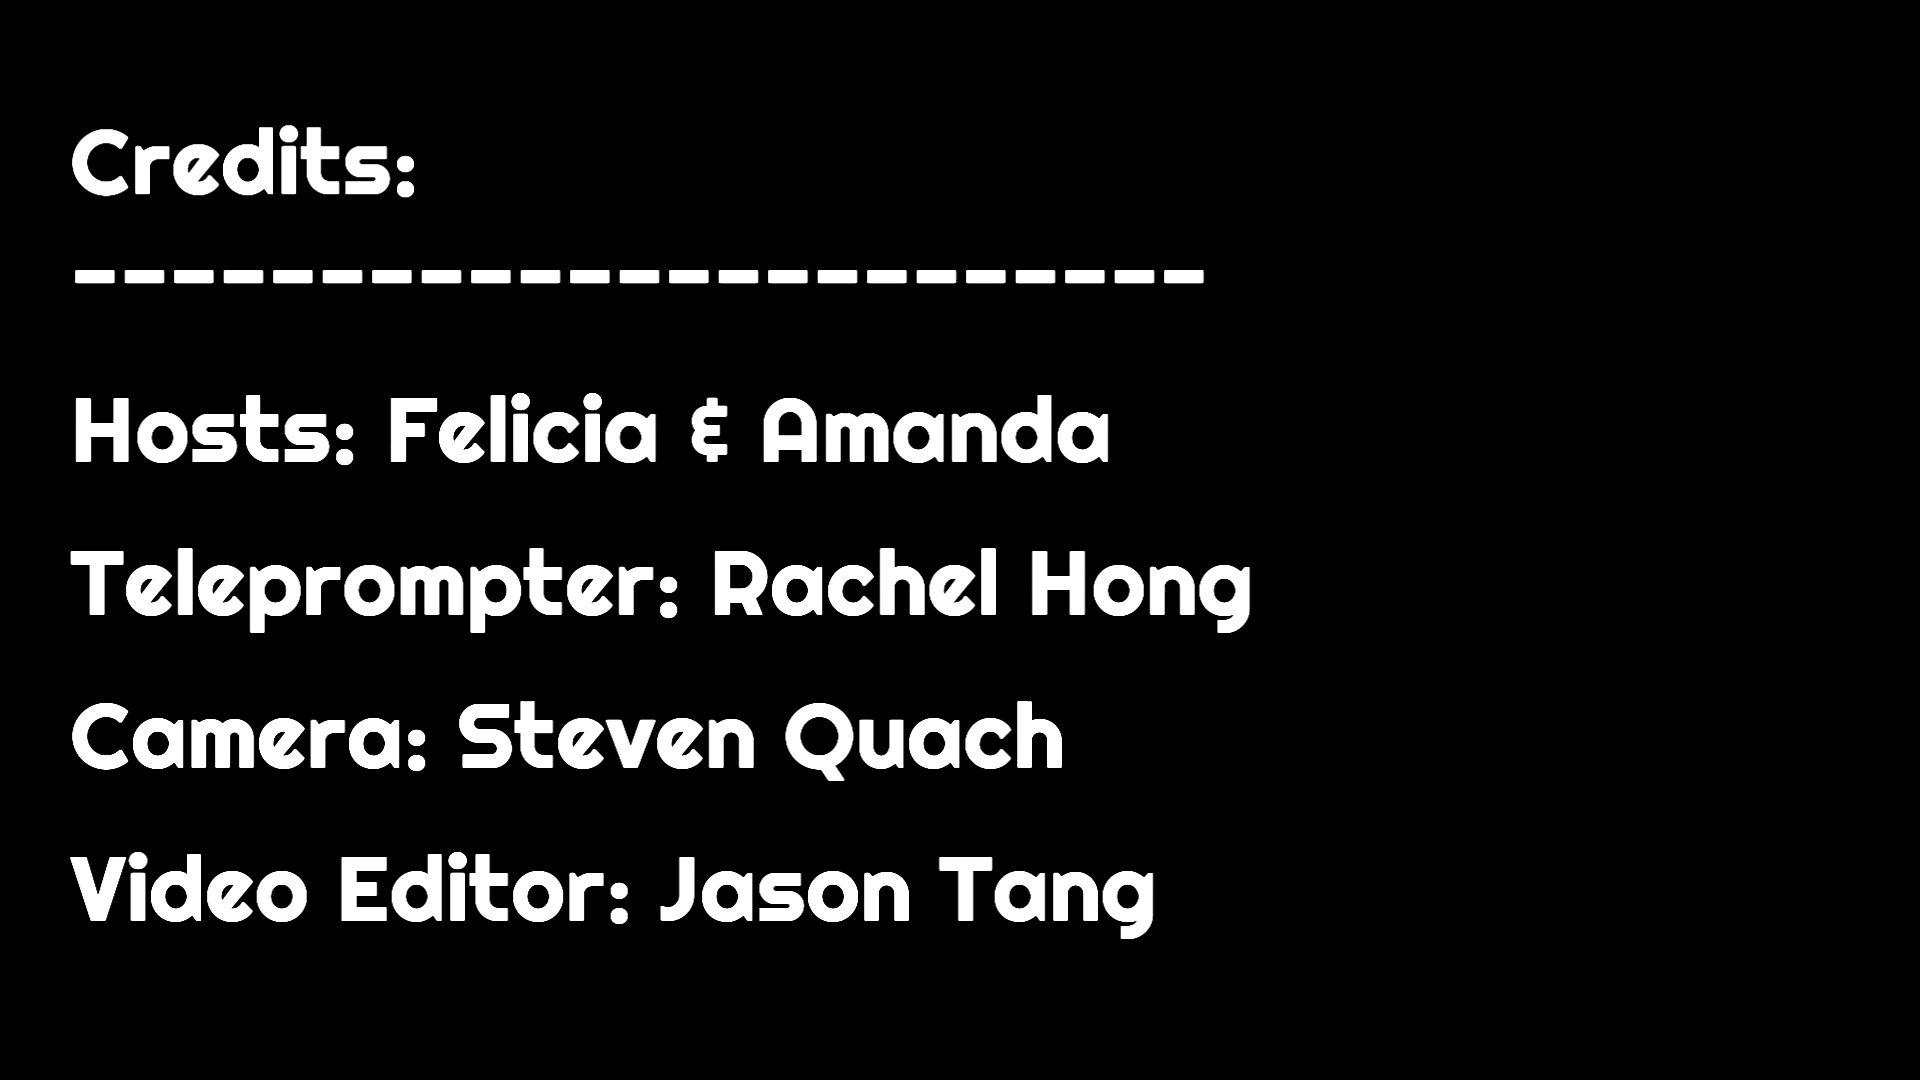 Credits:
-----------------------
Hosts: Felicia & Amanda
Teleprompter: Rachel Hong
Camera: Steven Quach
Video Editor: Jason Tang